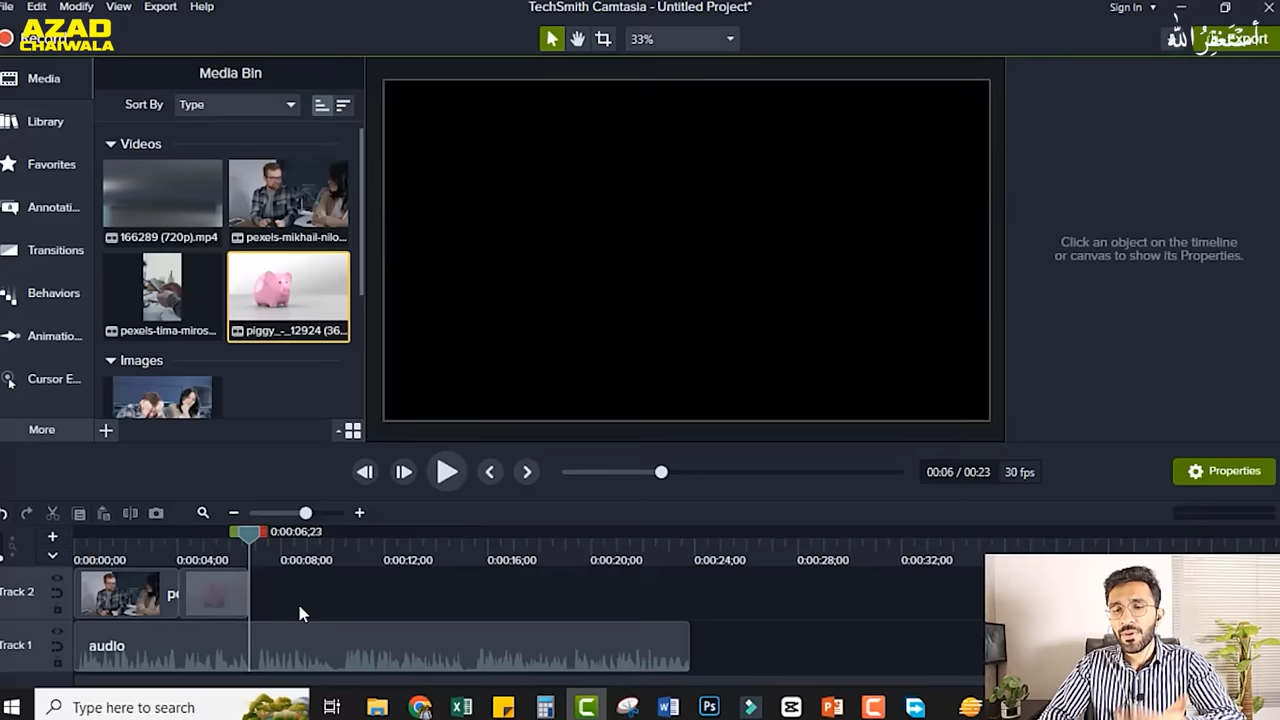 File
Edit
Modify
View
Export
Help
TechSmith Camtasia - Untitled Project*
Sign In
AZAD
CHAIWALA
33%
أستغفر الله
Export
Media
Library
Favorites
Annotati...
Transitions
Behaviors
Animatio...
Cursor E...
More
Media Bin
Sort By
Type
Videos
166289 (720p).mp4
pexels-mikhail-nilo...
pexels-tima-miros...
piggy_-_12924 (36...
Images
Click an object on the timeline
or canvas to show its Properties.
00:06 / 00:23
30 fps
Properties
0:00:06;23
0:00:00;00
0:00:04;00
0:00:08;00
0:00:12;00
0:00:16;00
0:00:20;00
0:00:24;00
0:00:28;00
0:00:32;00
Track 2
pe
Track 1
audio
Type here to search